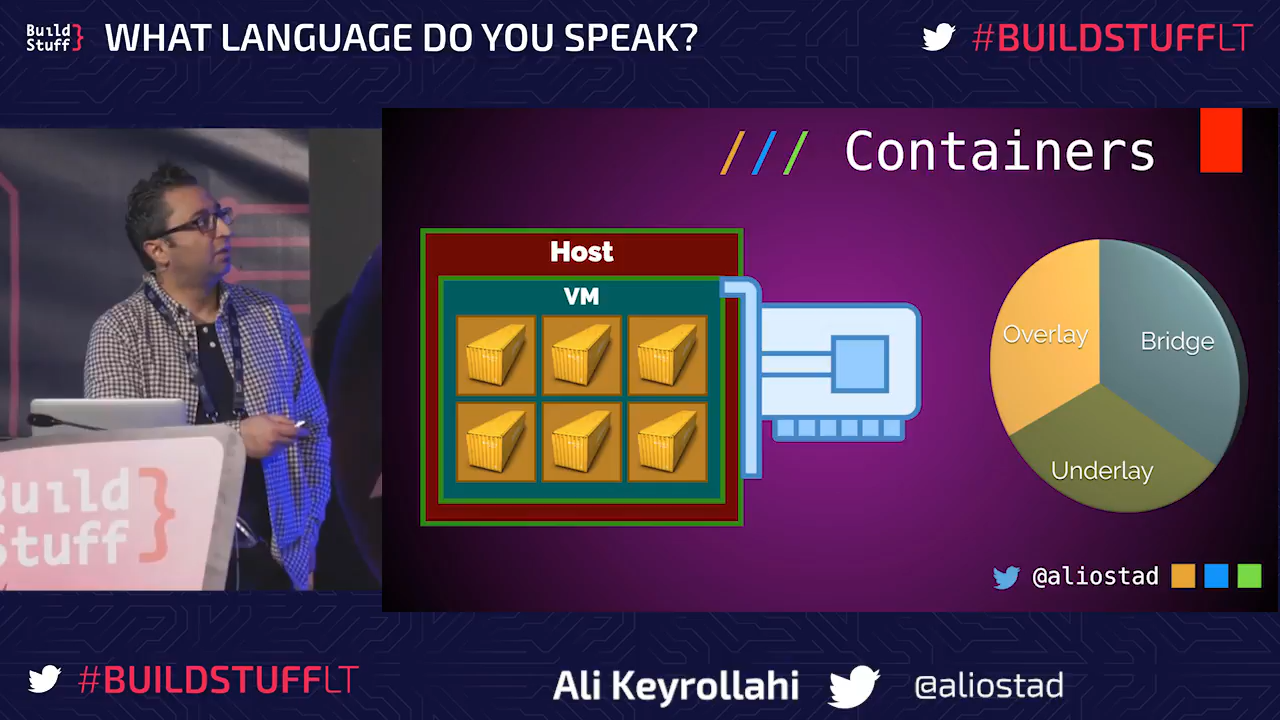 Build
Stuff}
WHAT LANGUAGE DO YOU SPEAK?
#BUILDSTUFFLT
/// Containers
Host
VM
Overlay
Bridge
Underlay
@aliostad
Build
Stuff}
#BUILDSTUFFLT
Ali Keyrollahi
@aliostad